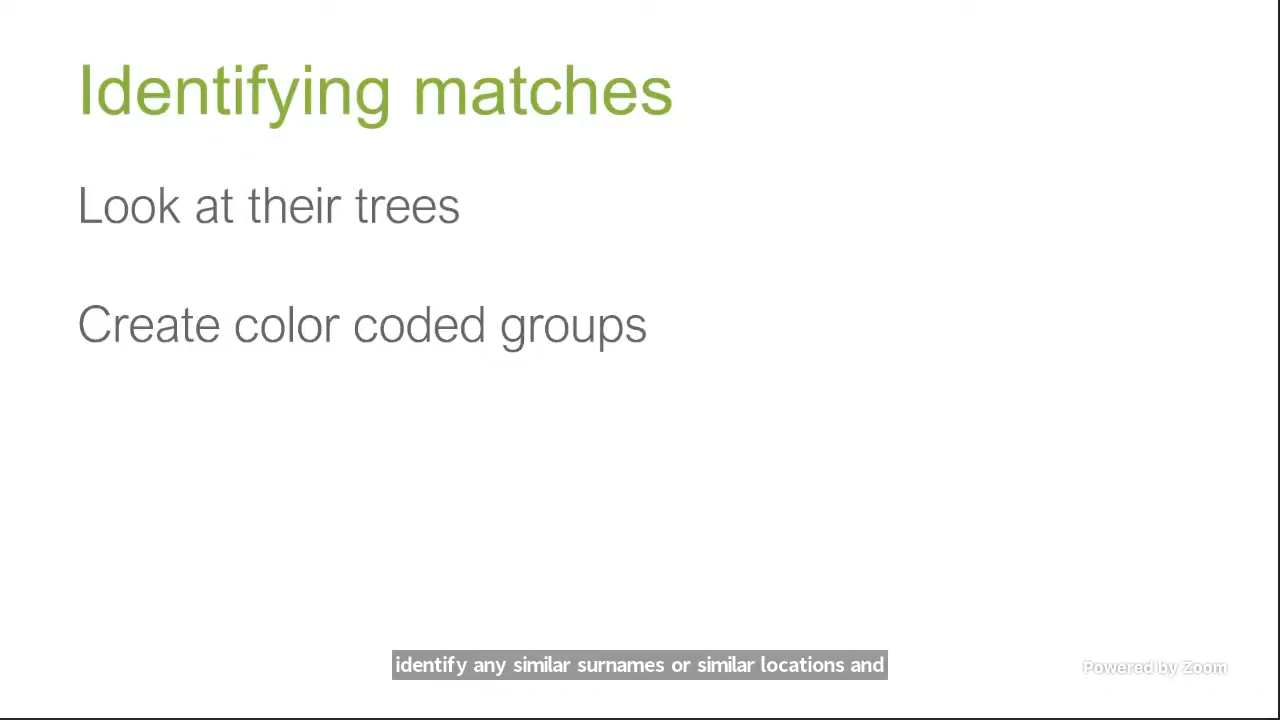 Identifying matches
Look at their trees
Create color coded groups
identify any similar surnames or similar locations and
Powered by Zoom